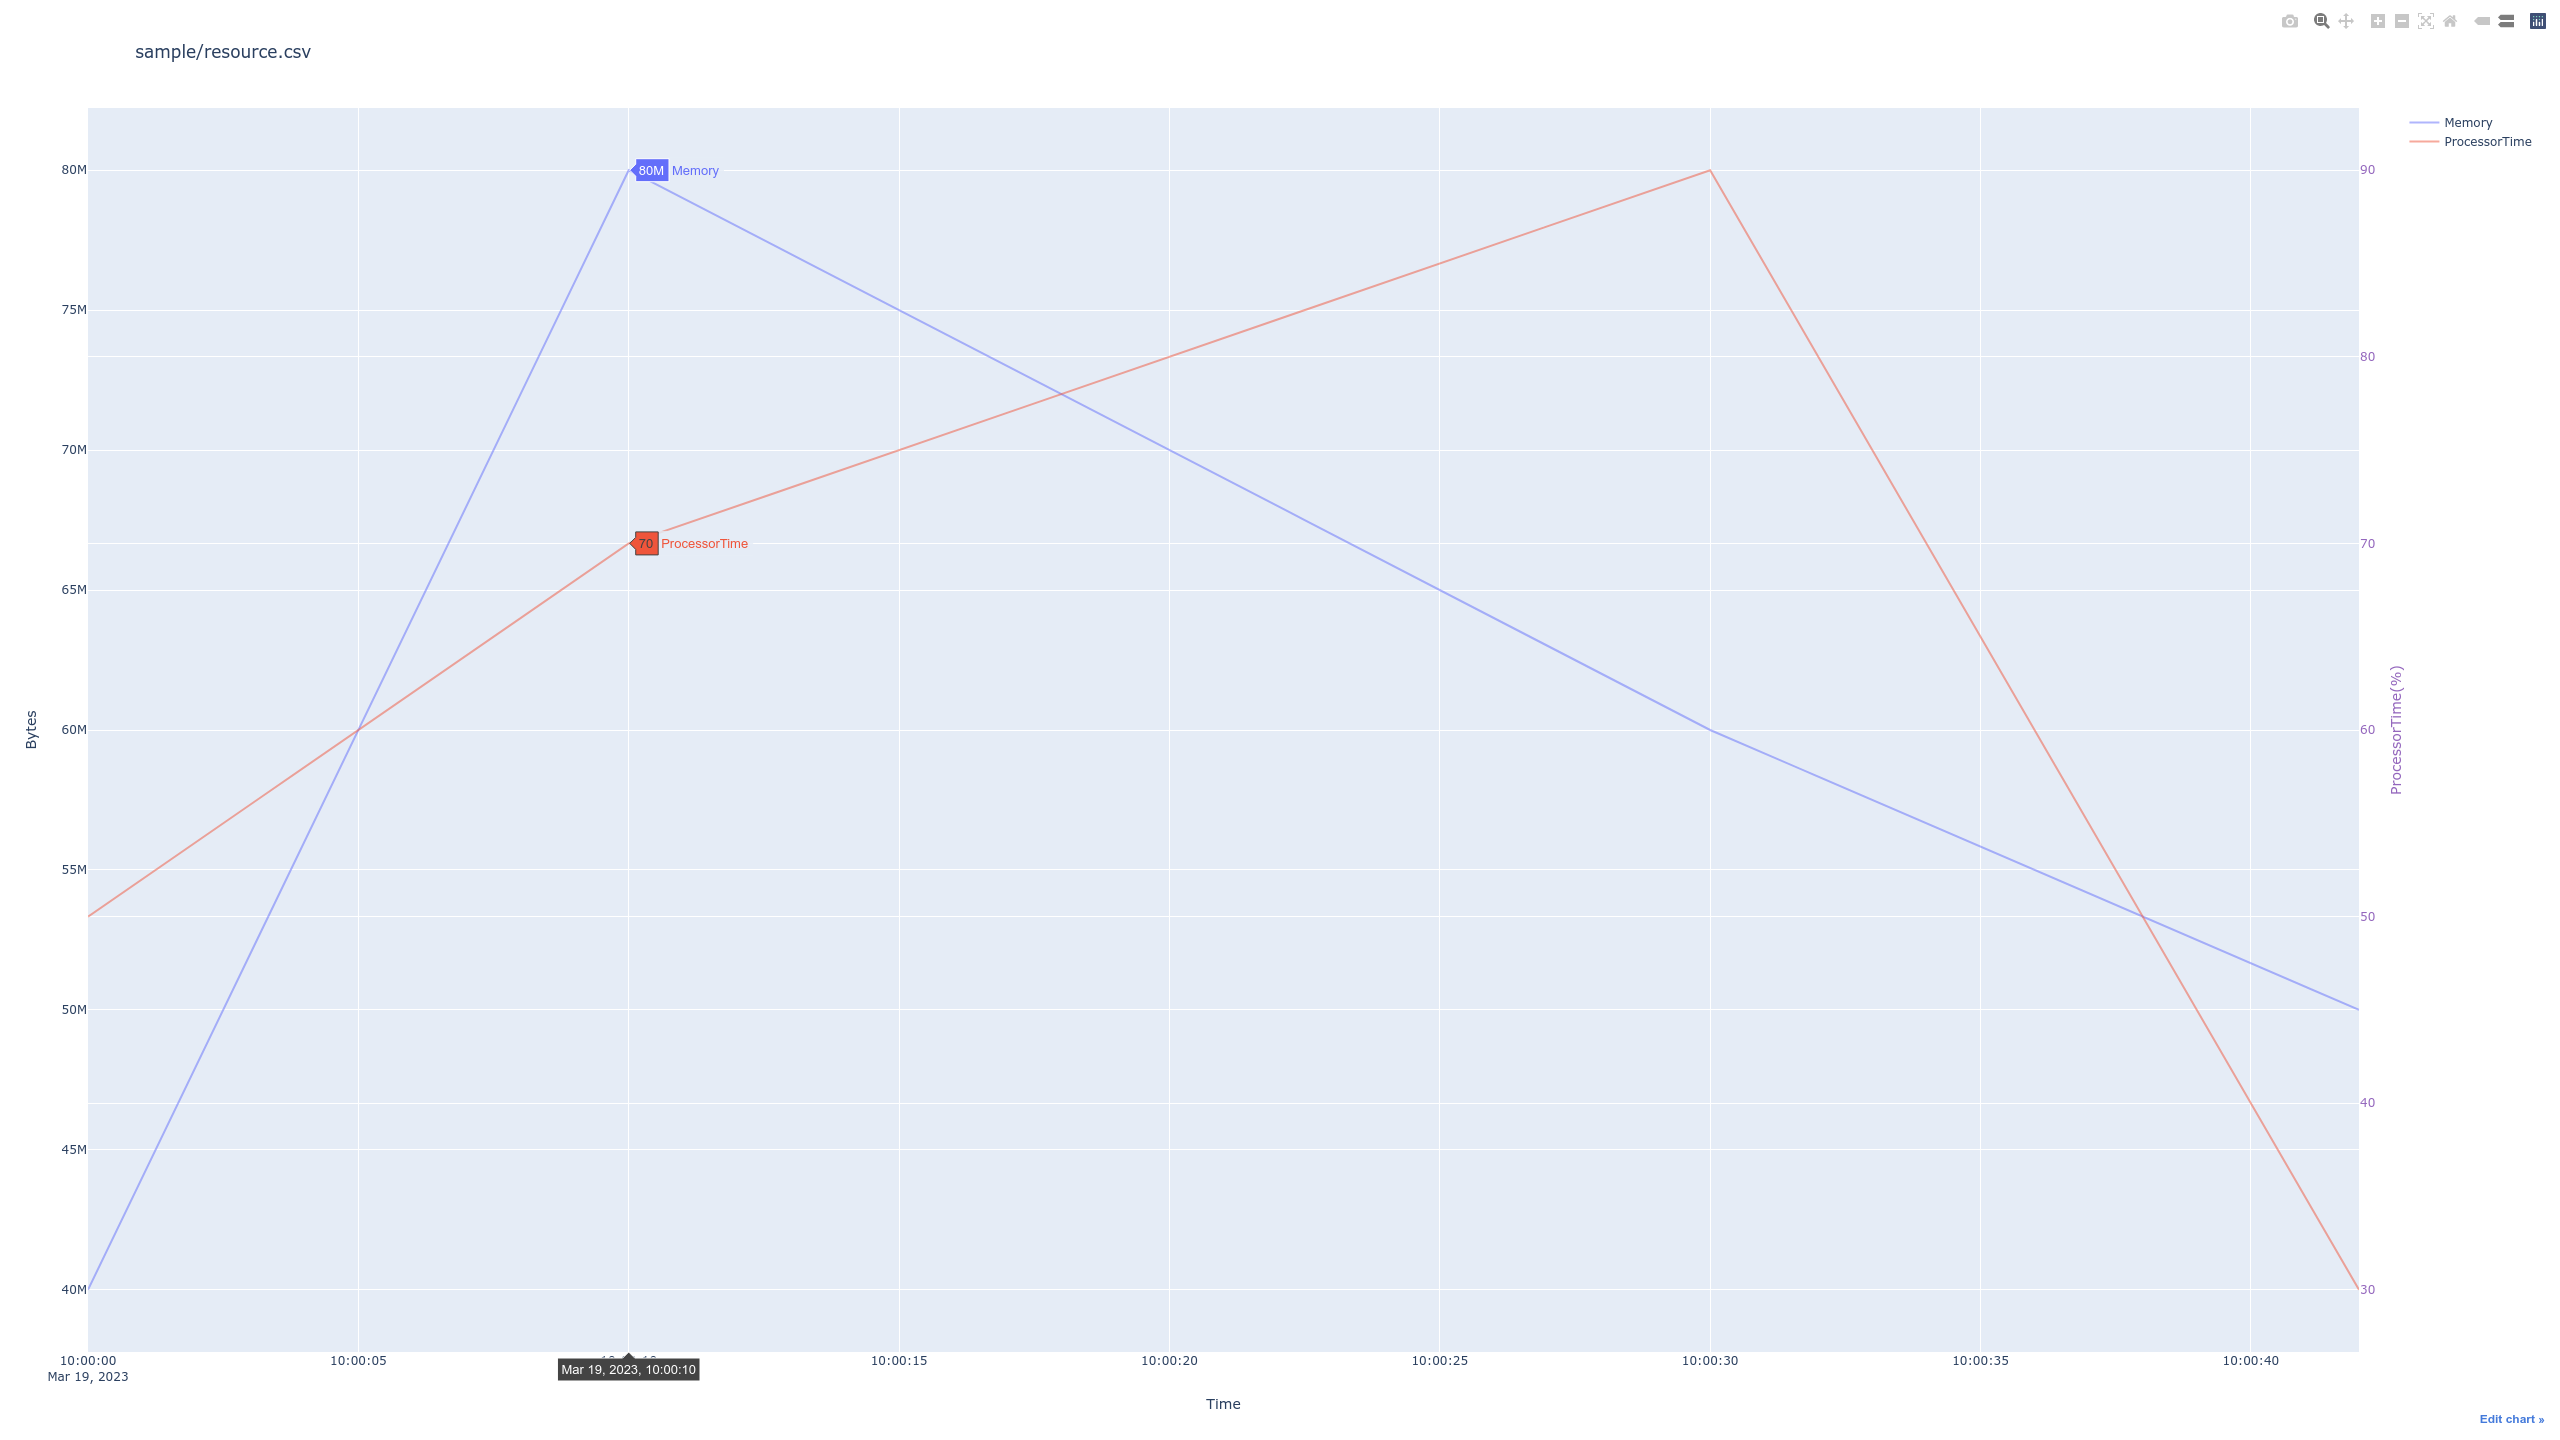 sample/resource.csv
Memory
ProcessorTime
80M
80M Memory
90
75M
80
70M
70 ProcessorTime
70
65M
60M
60
Bytes
ProcessorTime(%)
55M
50
50M
40
45M
40M
30
10:00:00
10:00:05
10:00:15
10:00:20
10:00:25
10:00:30
10:00:35
10:00:40
Mar 19, 2023
Mar 19, 2023, 10:00:10
Time
Edit chart »